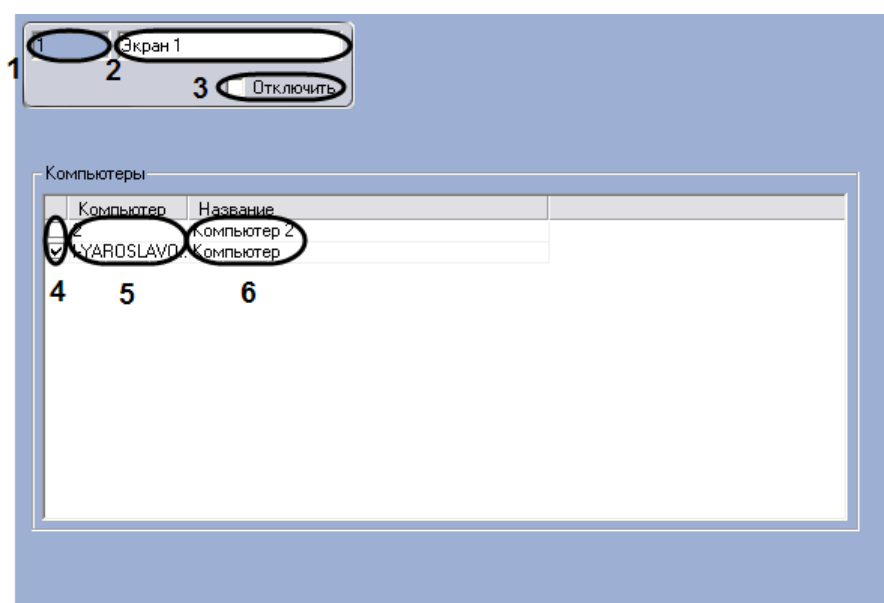 1 Экран 1
1 2
3 Отключить
Компьютеры
Компьютер Название
2 Компьютер 2
I-YAROSLAVO... Компьютер
4 5 6